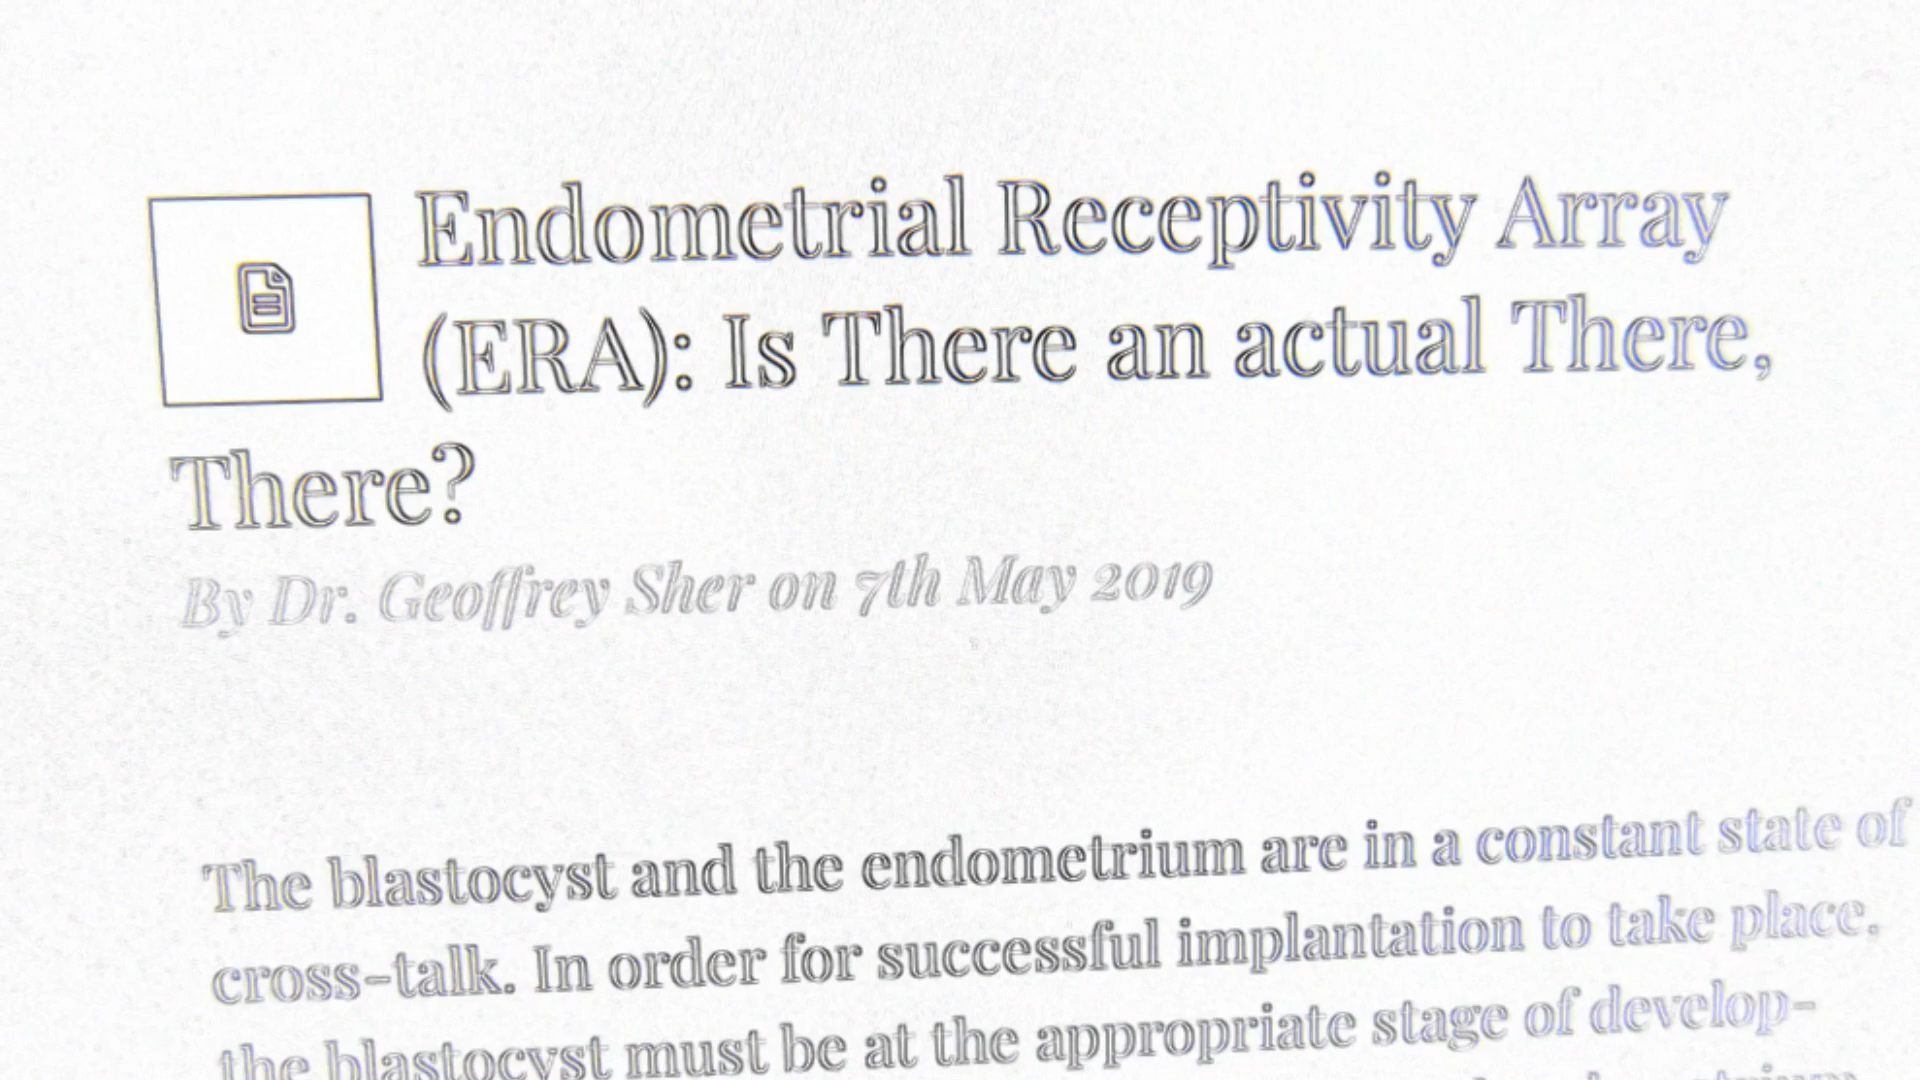 Endometrial Receptivity Array
(ERA): Is There an actual There,
There?
By Dr. Geoffrey Sher on 7th May 2019
The blastocyst and the endometrium are in a constant state of
cross-talk. In order for successful implantation to take place,
the blastocyst must be at the appropriate stage of develop-